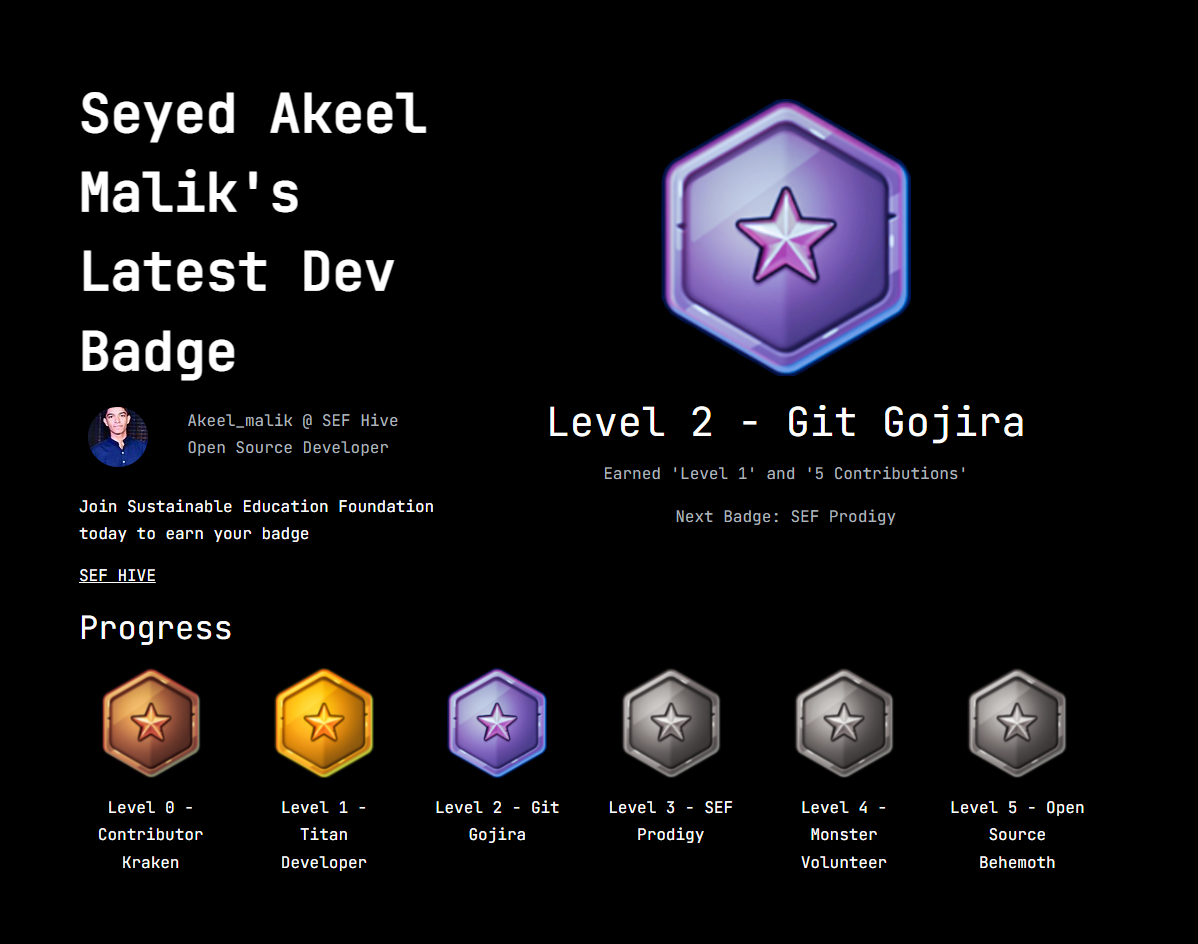 Seyed Akeel
Malik's
Latest Dev
Badge
Akeel_malik @ SEF Hive
Open Source Developer
Join Sustainable Education Foundation
today to earn your badge
SEF HIVE
Level 2 - Git Gojira
Earned 'Level 1' and '5 Contributions'
Next Badge: SEF Prodigy
Progress
Level 0 -
Contributor
Kraken
Level 1 -
Titan
Developer
Level 2 - Git
Gojira
Level 3 - SEF
Prodigy
Level 4 -
Monster
Volunteer
Level 5 - Open
Source
Behemoth